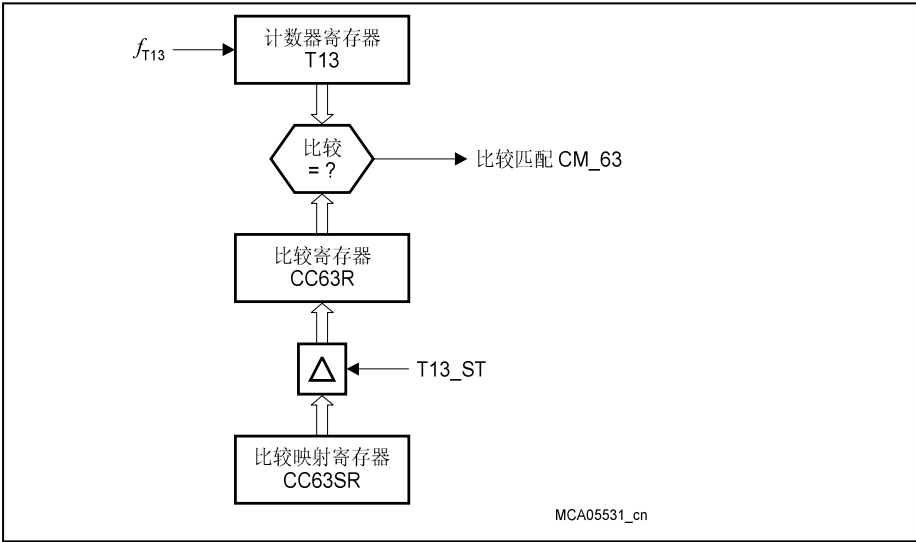 计数器寄存器
T13
fT13
比较
= ?
比较匹配 CM_63
比较寄存器
CC63R
T13_ST
比较映射寄存器
CC63SR
MCA05531_cn